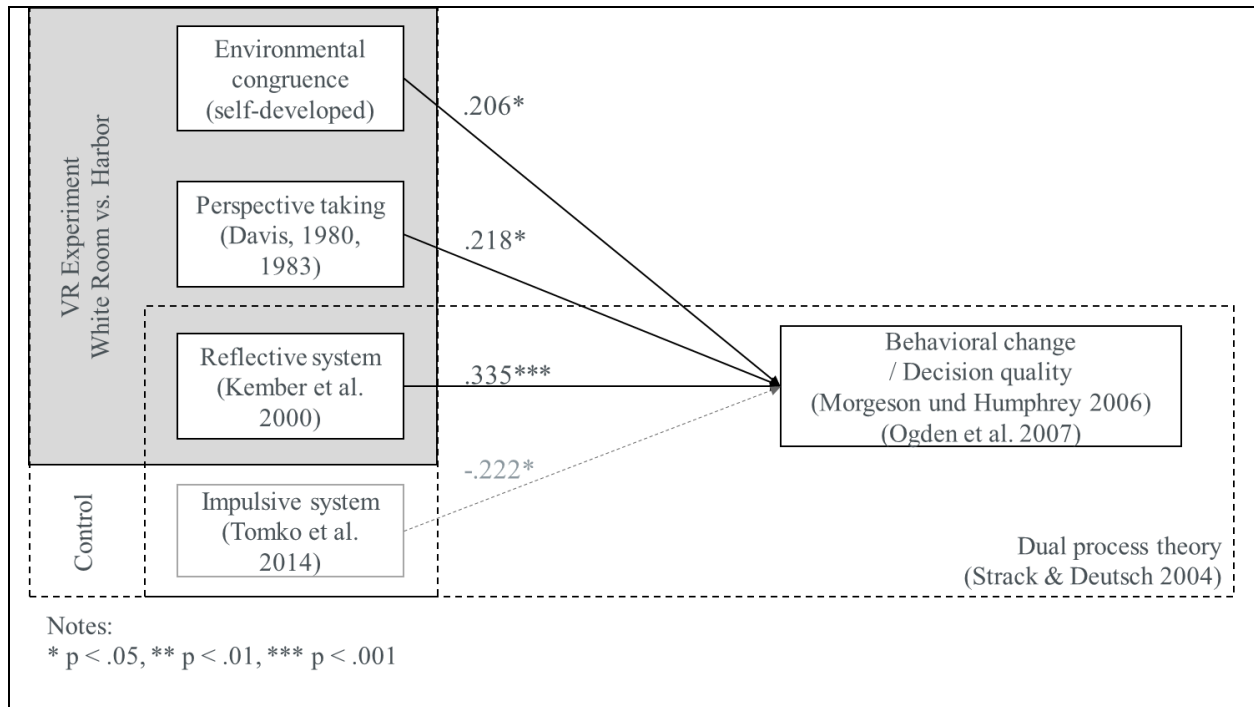 Environmental
congruence
(self-developed)
.206*
VR Experiment
White Room vs. Harbor
Perspective taking
(Davis, 1980,
1983)
.218*
Reflective system
(Kember et al.
2000)
.335***
Behavioral change
/ Decision quality
(Morgeson und Humphrey 2006)
(Ogden et al. 2007)
Control
Impulsive system
(Tomko et al.
2014)
-.222*
Dual process theory
(Strack & Deutsch 2004)
Notes:
* p < .05, ** p < .01, *** p < .001